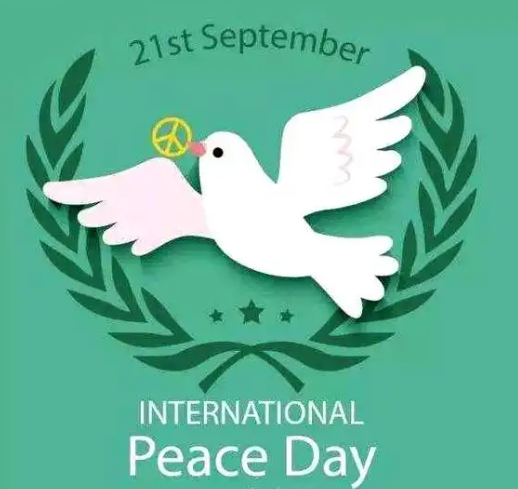 21st September
INTERNATIONAL
Peace Day